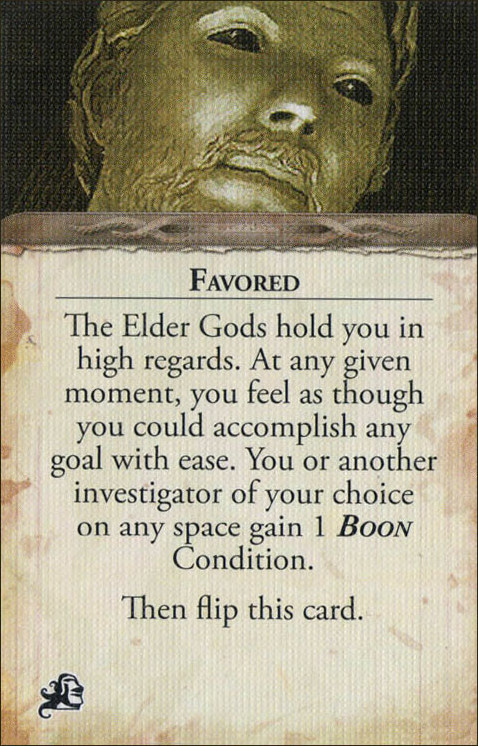 FAVORED
The Elder Gods hold you in
high regards. At any given
moment, you feel as though
you could accomplish any
goal with ease. You or another
investigator of your choice
on any space gain 1 BOON
Condition.
Then flip this card.